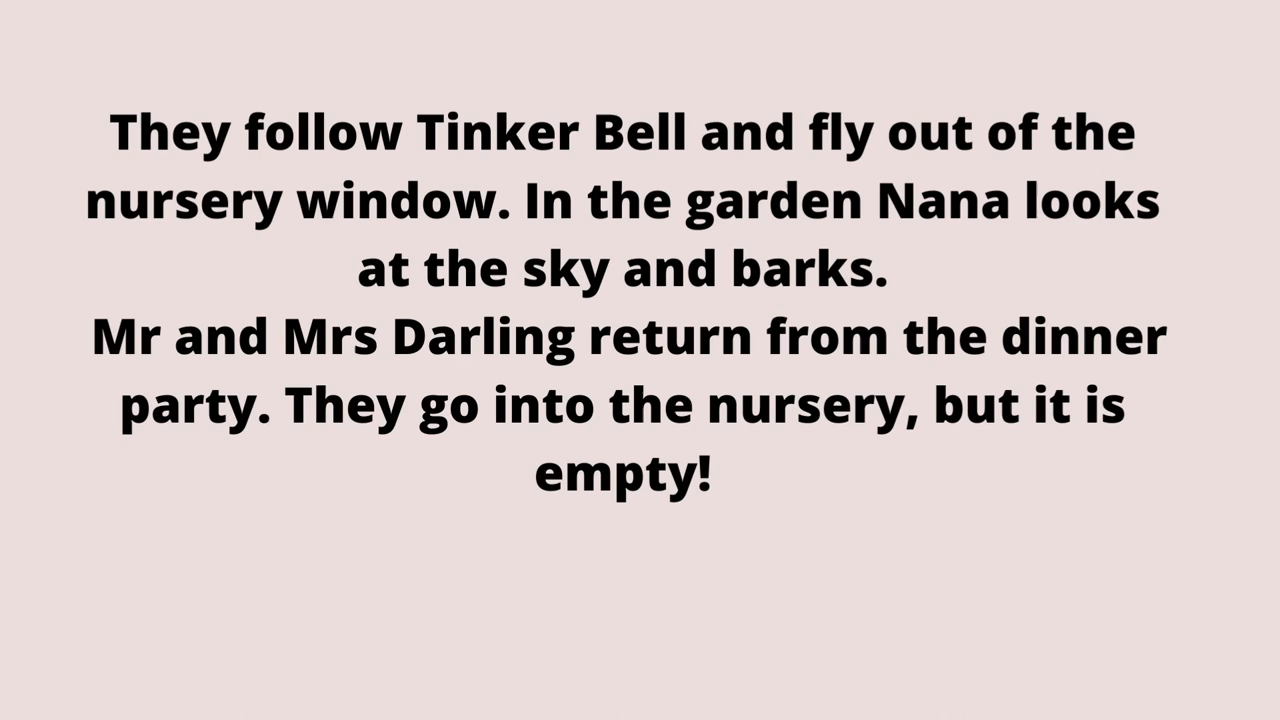 They follow Tinker Bell and fly out of the
nursery window. In the garden Nana looks
at the sky and barks.
Mr and Mrs Darling return from the dinner
party. They go into the nursery, but it is
empty!